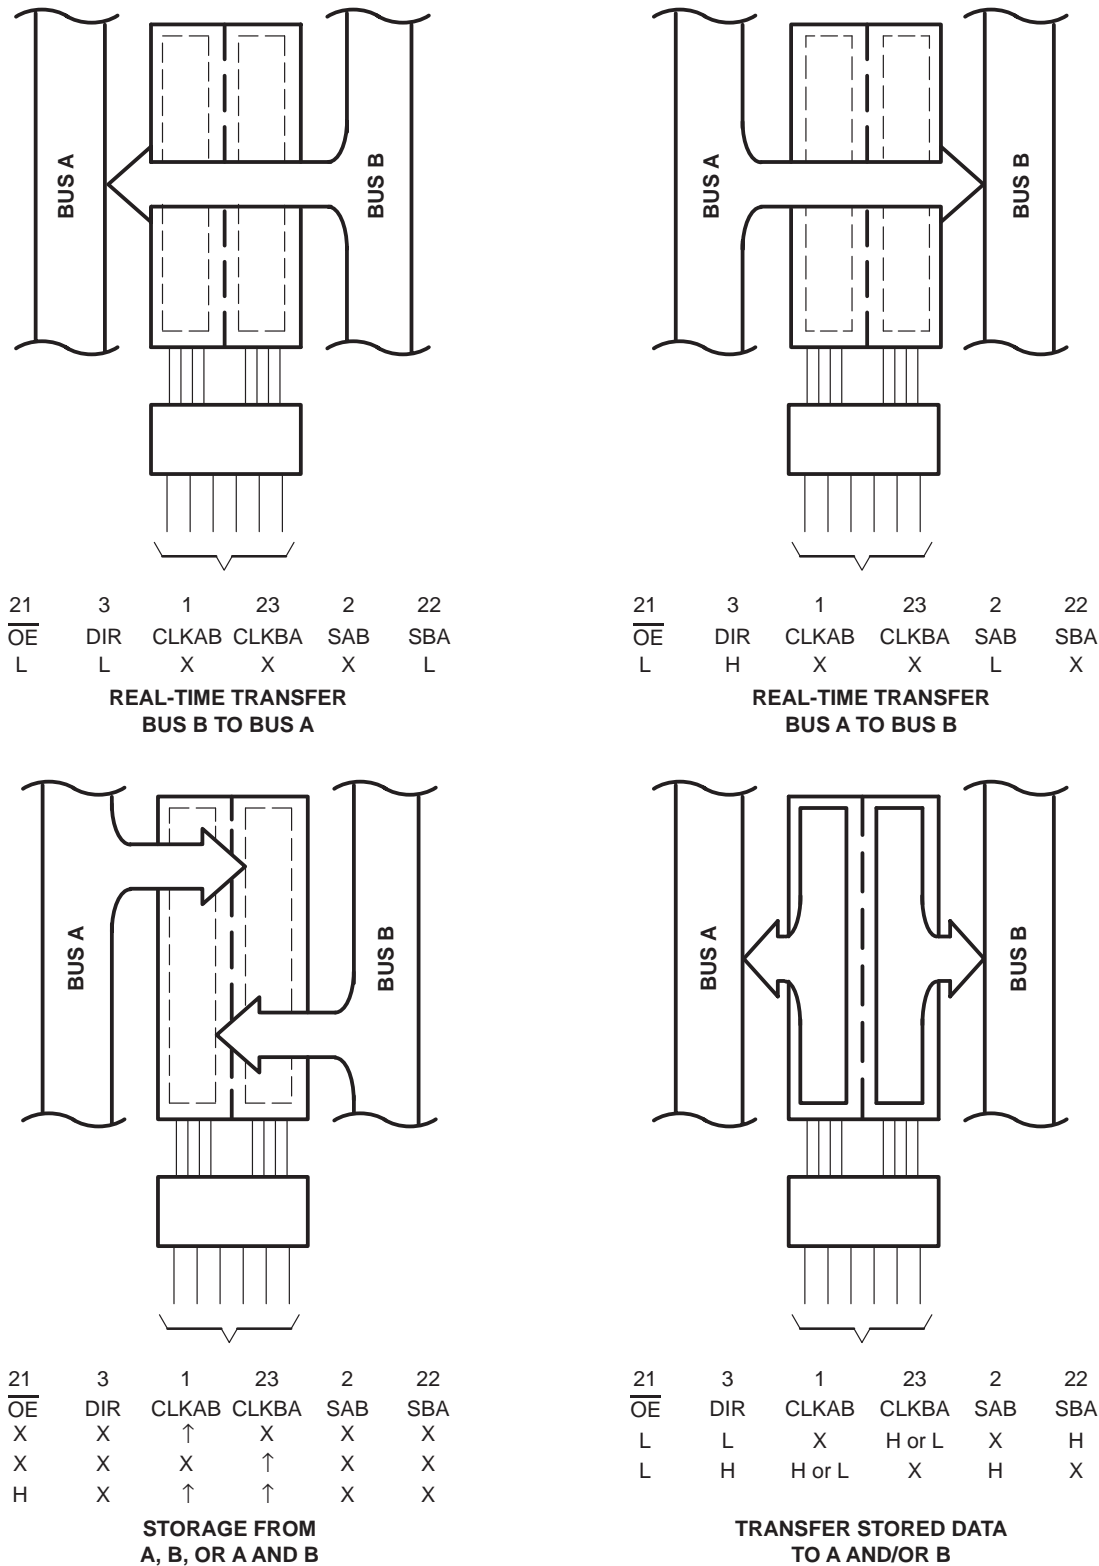 BUS A
BUS B
21 3 1 23 2 22
OE DIR CLKAB CLKBA SAB SBA
L L X X X L
REAL-TIME TRANSFER
BUS B TO BUS A
BUS A
BUS B
21 3 1 23 2 22
OE DIR CLKAB CLKBA SAB SBA
L H X X L X
REAL-TIME TRANSFER
BUS A TO BUS B
BUS A
BUS B
21 3 1 23 2 22
OE DIR CLKAB CLKBA SAB SBA
X X ↑ X X X
X X X ↑ X X
H X ↑ ↑ X X
STORAGE FROM
A, B, OR A AND B
BUS A
BUS B
21 3 1 23 2 22
OE DIR CLKAB CLKBA SAB SBA
L L X H or L X H
L H H or L X H X
TRANSFER STORED DATA
TO A AND/OR B